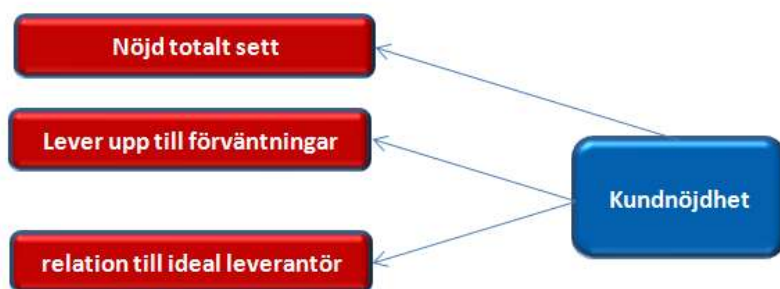 Nöjd totalt sett
Lever upp till förväntningar
Kundnöjdhet
relation till ideal leverantör